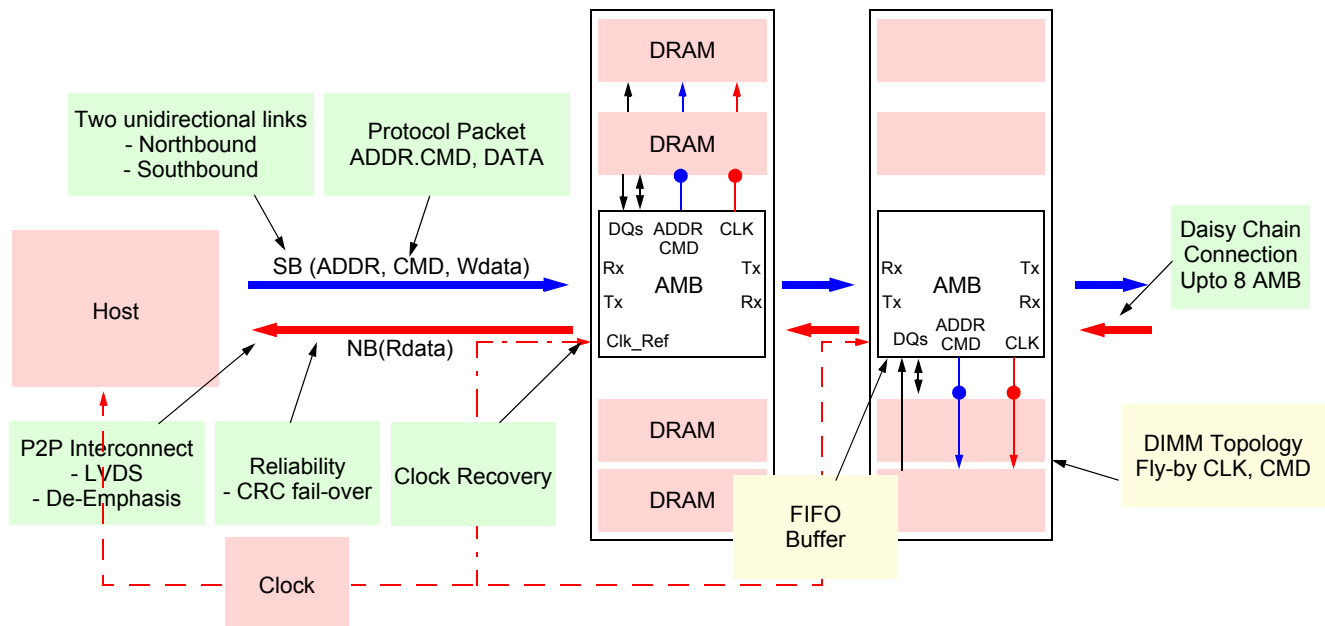 DRAM
DRAM
Two unidirectional links
- Northbound
- Southbound
Protocol Packet
ADDR.CMD, DATA
Host
SB (ADDR, CMD, Wdata)
NB(Rdata)
DQs ADDR CLK
CMD
Rx Tx
AMB
Tx Rx
Clk_Ref
Rx Tx
AMB
Tx Rx
DQs ADDR CLK
CMD
Daisy Chain
Connection
Upto 8 AMB
P2P Interconnect
- LVDS
- De-Emphasis
Reliability
- CRC fail-over
Clock Recovery
DRAM
DRAM
FIFO
Buffer
DIMM Topology
Fly-by CLK, CMD
Clock